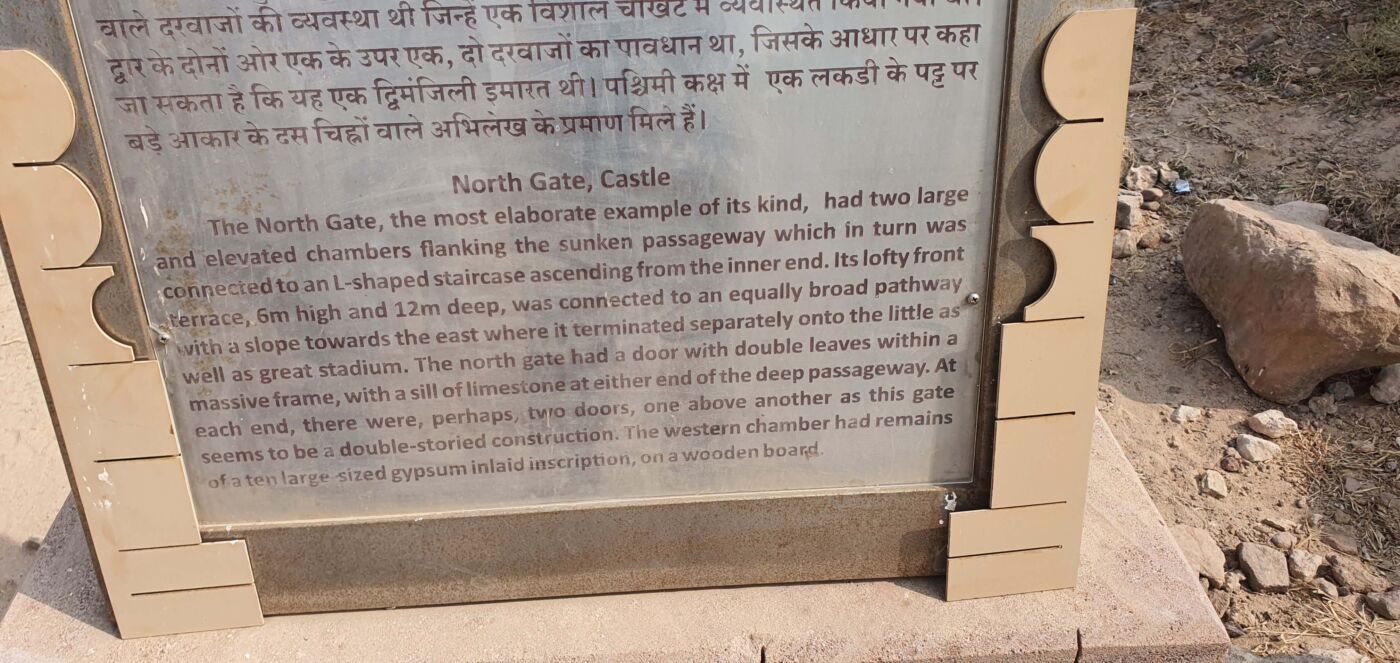 वाले दरवाजों की व्यवस्था थी जिन्हें एक विशाल चौखट में व्यवस्थित किया गया था।
द्वार के दोनों ओर एक के उपर एक, दो दरवाजों का पावधान था, जिसके आधार पर कहा
जा सकता है कि यह एक द्विमंजिली इमारत थी। पश्चिमी कक्ष में एक लकडी के पट्ट पर
बड़े आकार के दस चिह्नों वाले अभिलेख के प्रमाण मिले हैं।
North Gate, Castle
The North Gate, the most elaborate example of its kind, had two large
and elevated chambers flanking the sunken passageway which in turn was
connected to an L-shaped staircase ascending from the inner end. Its lofty front
terrace, 6m high and 12m deep, was connected to an equally broad pathway
with a slope towards the east where it terminated separately onto the little as
well as great stadium. The north gate had a door with double leaves within a
massive frame, with a sill of limestone at either end of the deep passageway. At
each end, there were, perhaps, two doors, one above another as this gate
seems to be a double-storied construction. The western chamber had remains
of a ten large-sized gypsum inlaid inscription, on a wooden board.